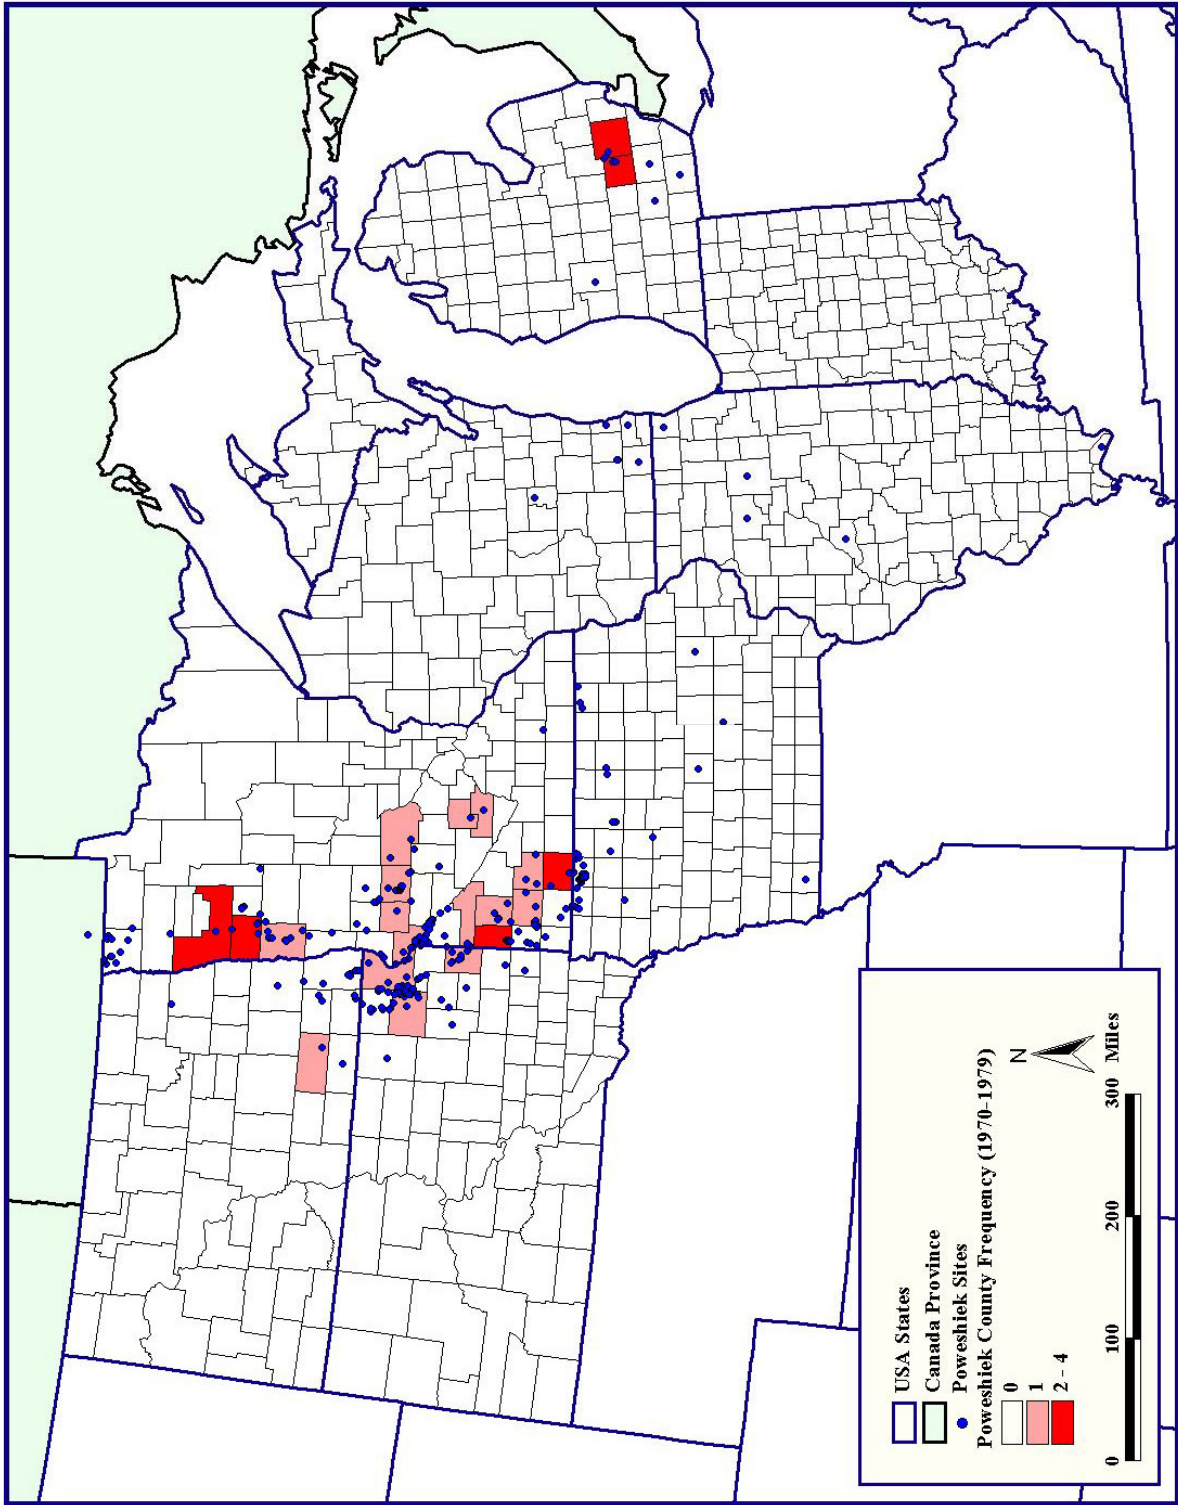 USA States
Canada Province
Poweshiek Sites
Poweshiek County Frequency (1970-1979)
0
1
2 - 4
N
0 100 200 300 Miles